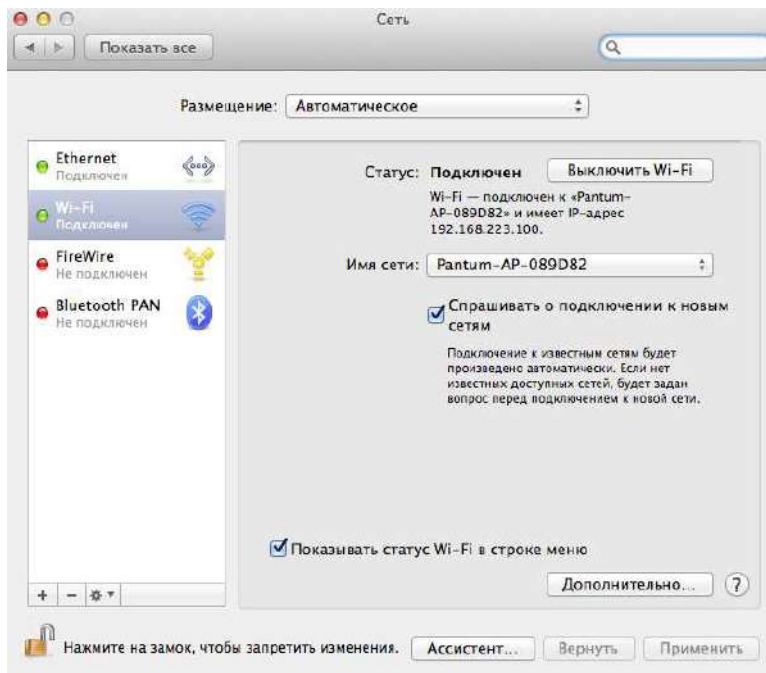 Сеть
Показать все
Размещение: Автоматическое
Ethernet
Подключен
Wi-Fi
Подключен
FireWire
Не подключен
Bluetooth PAN
Не подключен
Статус: Подключен
Выключить Wi-Fi
Wi-Fi — подключен к «Pantum-
AP-089D82» и имеет IP-адрес
192.168.223.100.
Имя сети: Pantum-AP-089D82
Спрашивать о подключении к новым
сетям
Подключение к известным сетям будет
произведено автоматически. Если нет
известных доступных сетей, будет задан
вопрос перед подключением к новой сети.
Показывать статус Wi-Fi в строке меню
Дополнительно... ?
+ −
Нажмите на замок, чтобы запретить изменения. Ассистент... Вернуть Применить